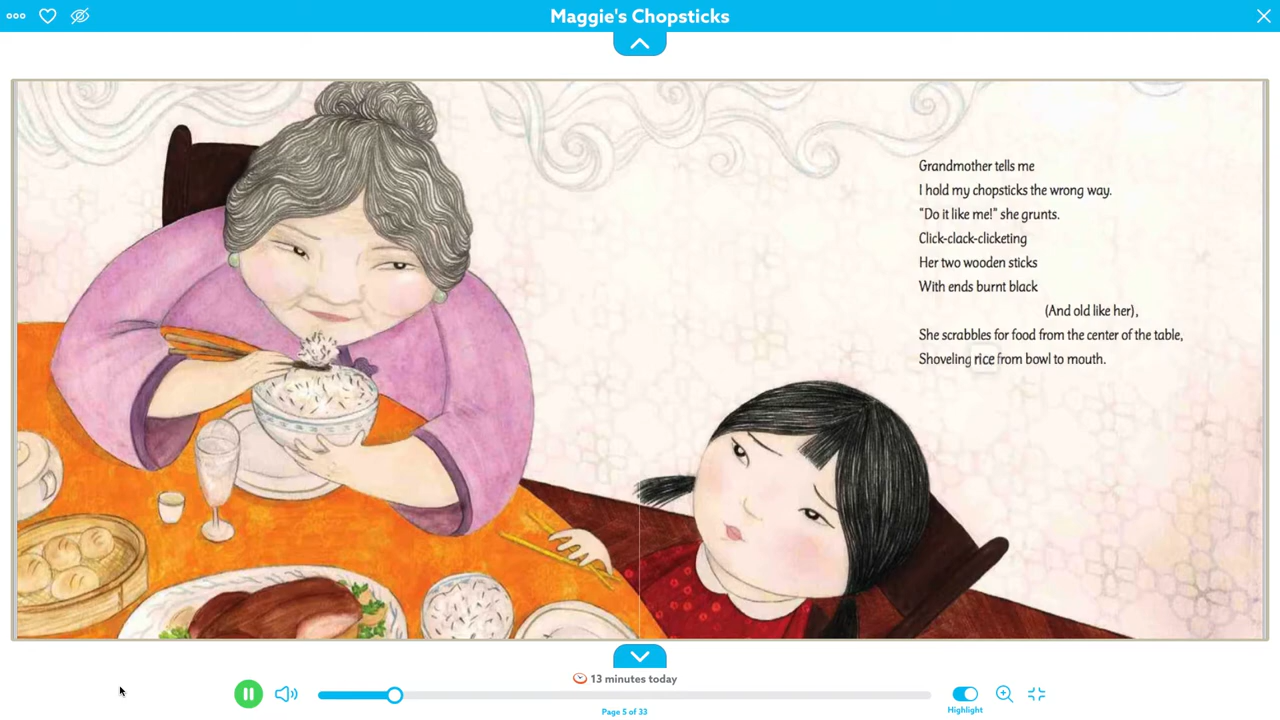 Maggie's Chopsticks
Grandmother tells me
I hold my chopsticks the wrong way.
"Do it like me!" she grunts.
Click-clack-clicketing
Her two wooden sticks
With ends burnt black
(And old like her),
She scrabbles for food from the center of the table,
Shoveling rice from bowl to mouth.
13 minutes today
Page 5 of 33
Highlight